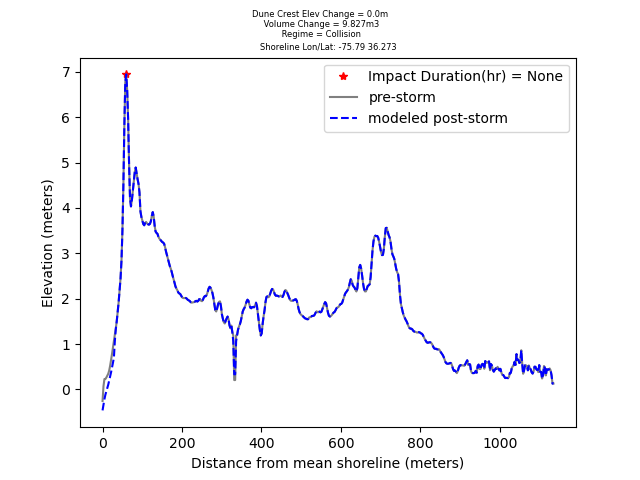 Dune Crest Elev Change = 0.0m
Volume Change = 9.827m3
Regime = Collision
Shoreline Lon/Lat: -75.79 36.273
Impact Duration(hr) = None
pre-storm
modeled post-storm
7
6
5
4
3
2
1
0
Elevation (meters)
0 200 400 600 800 1000
Distance from mean shoreline (meters)